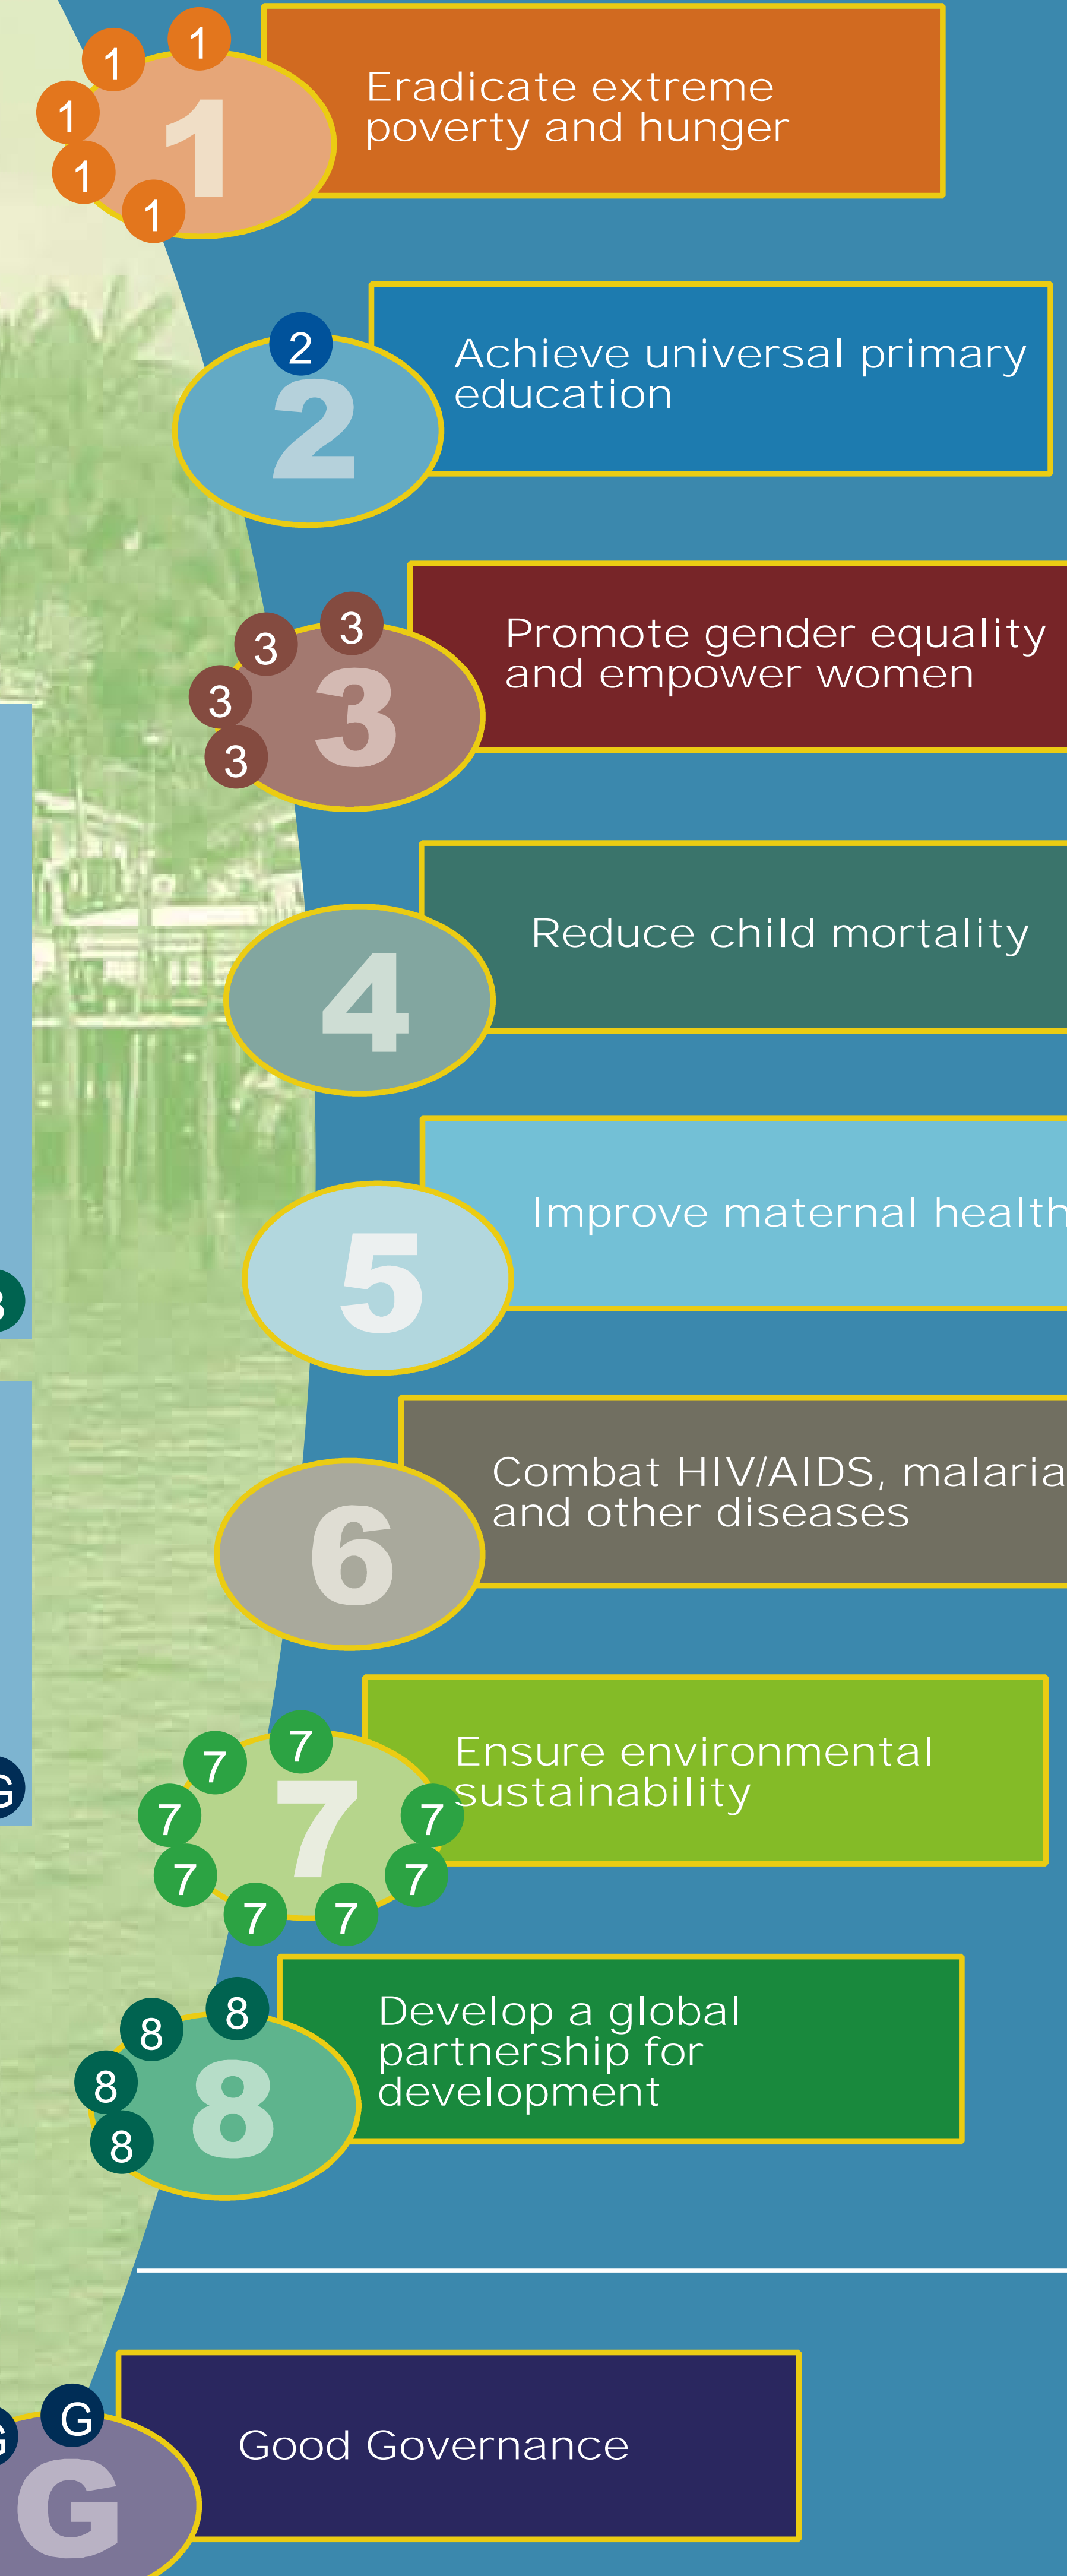 1
1
1
1
1
1
Eradicate extreme
poverty and hunger
2
2
Achieve universal primary
education
3
3
3
3
3
Promote gender equality
and empower women
4
Reduce child mortality
5
Improve maternal health
6
Combat HIV/AIDS, malaria
and other diseases
7
7
7
7
7
7
7
7
7
Ensure environmental
sustainability
8
8
8
8
8
Develop a global
partnership for
development
G
G
G
G
Good Governance